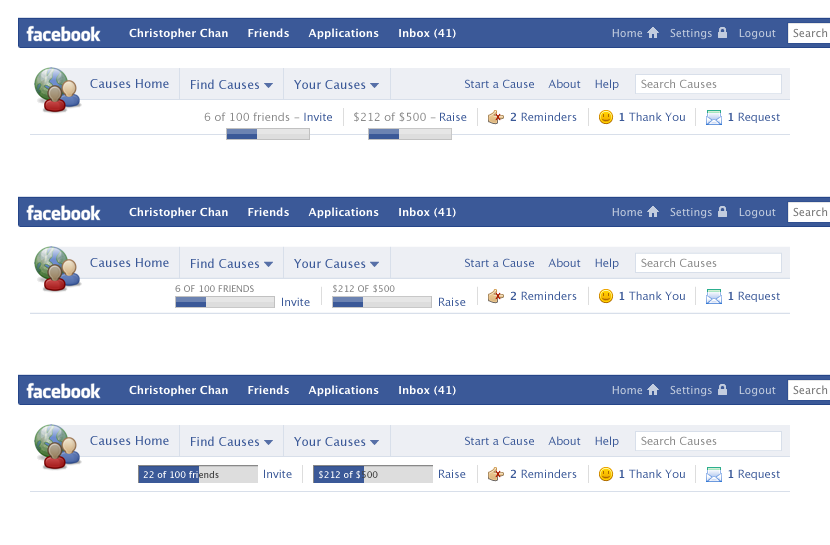 facebook Christopher Chan Friends Applications Inbox (41) Home Settings Logout Search
Causes Home Find Causes Your Causes Start a Cause About Help Search Causes
6 of 100 friends – Invite $212 of $500 – Raise 2 Reminders 1 Thank You 1 Request
facebook Christopher Chan Friends Applications Inbox (41) Home Settings Logout Search
Causes Home Find Causes Your Causes Start a Cause About Help Search Causes
6 OF 100 FRIENDS Invite $212 OF $500 Raise 2 Reminders 1 Thank You 1 Request
facebook Christopher Chan Friends Applications Inbox (41) Home Settings Logout Search
Causes Home Find Causes Your Causes Start a Cause About Help Search Causes
22 of 100 friends Invite $212 of $500 Raise 2 Reminders 1 Thank You 1 Request